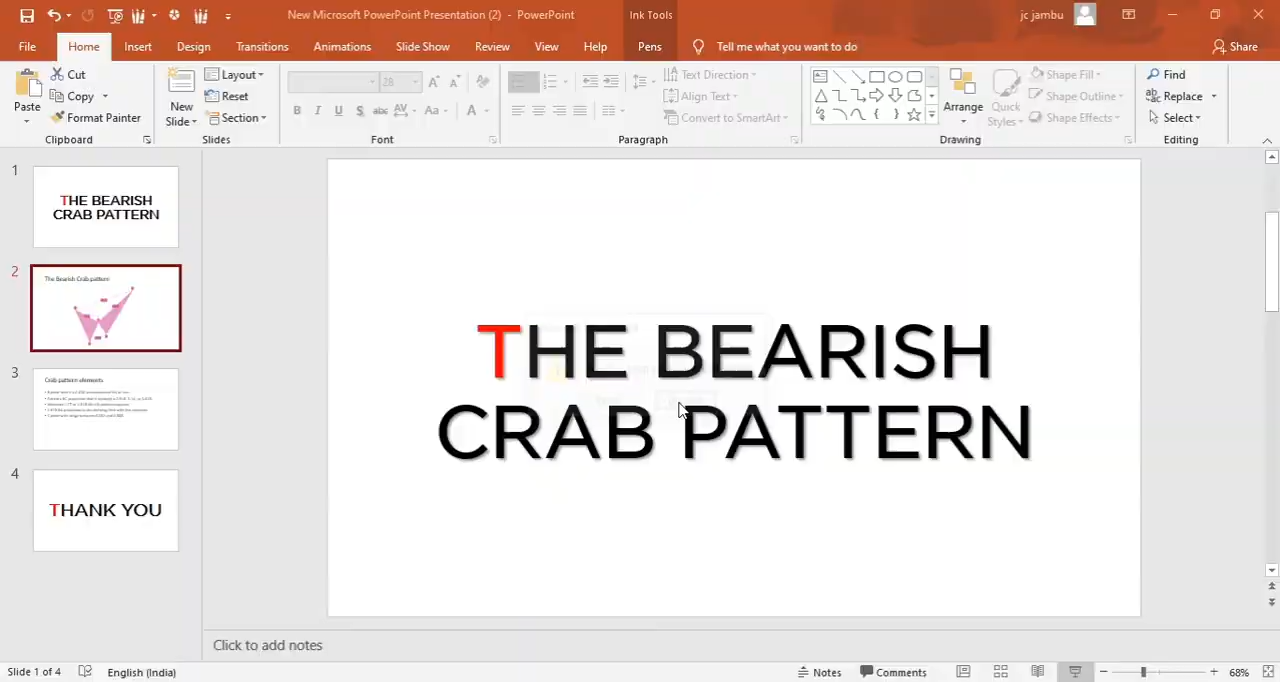 New Microsoft PowerPoint Presentation (2) - PowerPoint
Ink Tools
jc jambu
File Home Insert Design Transitions Animations Slide Show Review View Help Pens Tell me what you want to do Share
Paste
Cut
Copy
Format Painter
Clipboard
New
Slide
Layout
Reset
Section
Slides
28
B I U S abc AV Aa A
Font
Text Direction
Align Text
Convert to SmartArt
Paragraph
Arrange
Quick
Styles
Shape Fill
Shape Outline
Shape Effects
Drawing
Find
Replace
Select
Editing
1
THE BEARISH
CRAB PATTERN
2
The Bearish Crab pattern
3
Crab pattern elements
4
THANK YOU
THE BEARISH
CRAB PATTERN
Click to add notes
Slide 1 of 4 English (India) Notes Comments 68%